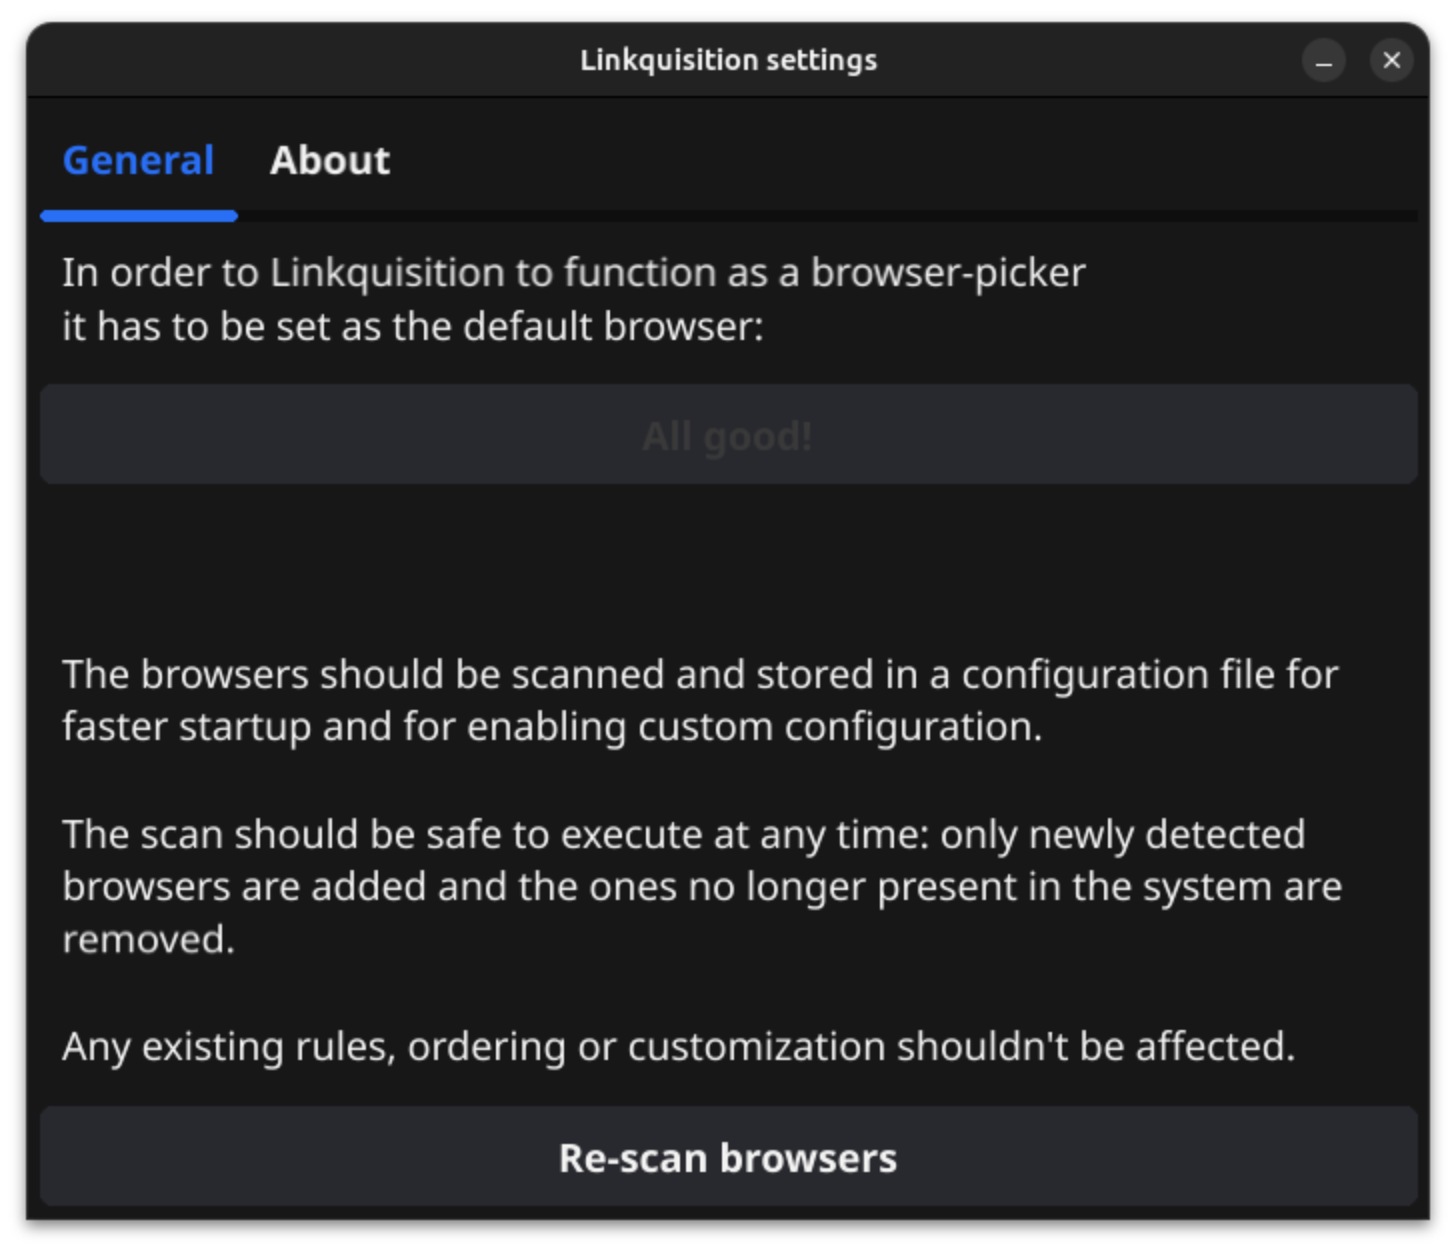 Linkquisition settings
General About
In order to Linkquisition to function as a browser-picker
it has to be set as the default browser:
All good!
The browsers should be scanned and stored in a configuration file for
faster startup and for enabling custom configuration.
The scan should be safe to execute at any time: only newly detected
browsers are added and the ones no longer present in the system are
removed.
Any existing rules, ordering or customization shouldn't be affected.
Re-scan browsers